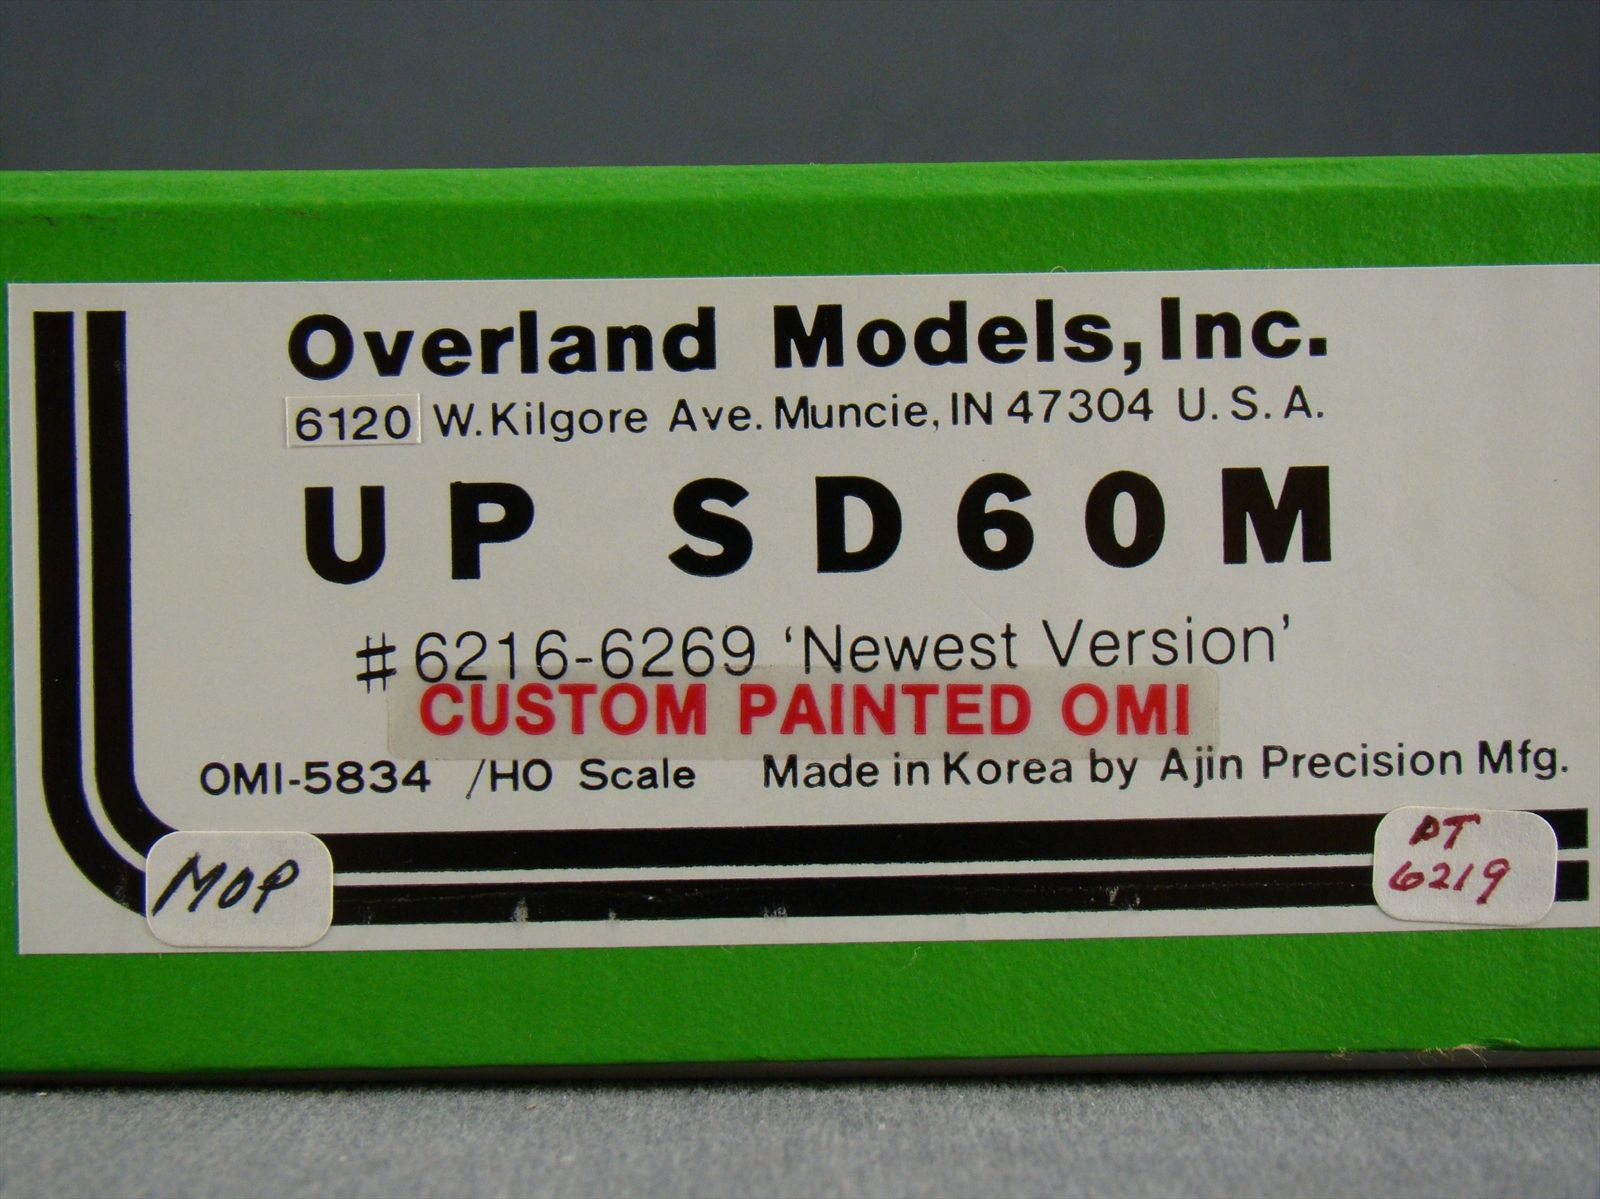 Overland Models, Inc.
6120 W. Kilgore Ave. Muncie, IN 47304 U.S.A.
UP SD60M
#6216-6269 'Newest Version'
CUSTOM PAINTED OMI
OMI-5834 /HO Scale Made in Korea by Ajin Precision Mfg.
MOP
PT
6219